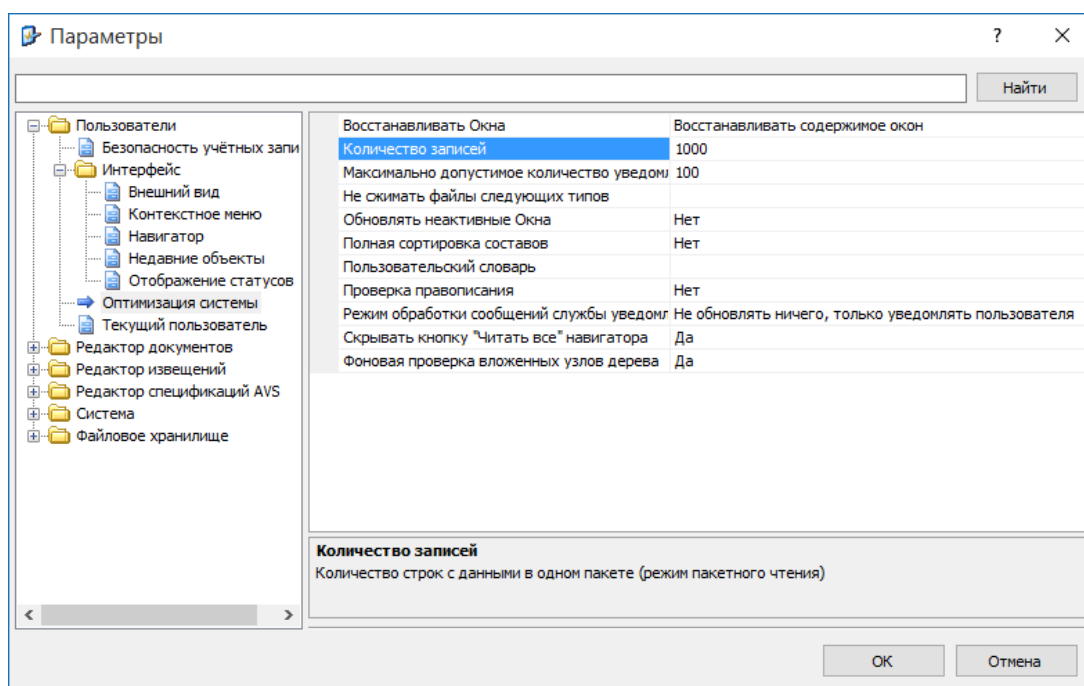 Параметры
?
Найти
Пользователи
Безопасность учётных запи
Интерфейс
Внешний вид
Контекстное меню
Навигатор
Недавние объекты
Отображение статусов
Оптимизация системы
Текущий пользователь
Редактор документов
Редактор извещений
Редактор спецификаций AVS
Система
Файловое хранилище
Восстанавливать Окна Восстанавливать содержимое окон
Количество записей 1000
Максимально допустимое количество уведомл 100
Не сжимать файлы следующих типов
Обновлять неактивные Окна Нет
Полная сортировка составов Нет
Пользовательский словарь
Проверка правописания Нет
Режим обработки сообщений службы уведомл Не обновлять ничего, только уведомлять пользователя
Скрывать кнопку "Читать все" навигатора Да
Фоновая проверка вложенных узлов дерева Да
Количество записей
Количество строк с данными в одном пакете (режим пакетного чтения)
ОК
Отмена